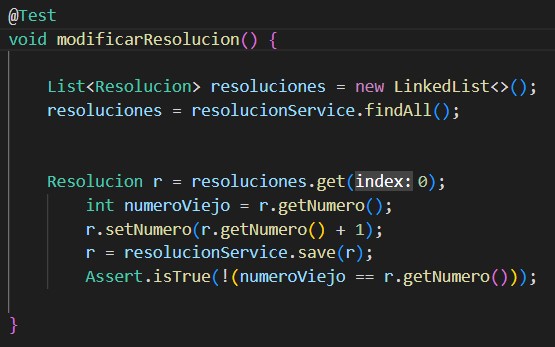 @Test
void modificarResolucion() {
List<Resolucion> resoluciones = new LinkedList<>();
resoluciones = resolucionService.findAll();
Resolucion r = resoluciones.get(index: 0);
int numeroViejo = r.getNumero();
r.setNumero(r.getNumero() + 1);
r = resolucionService.save(r);
Assert.isTrue(!(numeroViejo == r.getNumero()));
}